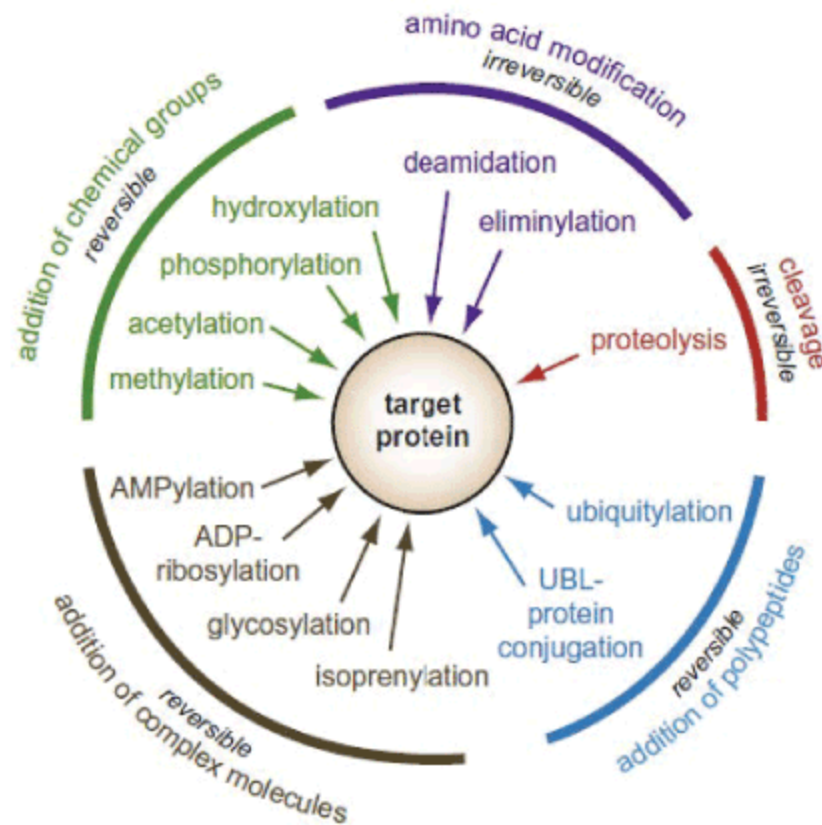 amino acid modification
irreversible
addition of chemical groups
reversible
deamidation
hydroxylation
eliminylation
phosphorylation
cleavage
irreversible
acetylation
proteolysis
methylation
target
protein
AMPylation
ubiquitylation
ADP-
ribosylation
UBL-
protein
conjugation
glycosylation
isoprenylation
reversible
addition of polypeptides
reversible
addition of complex molecules